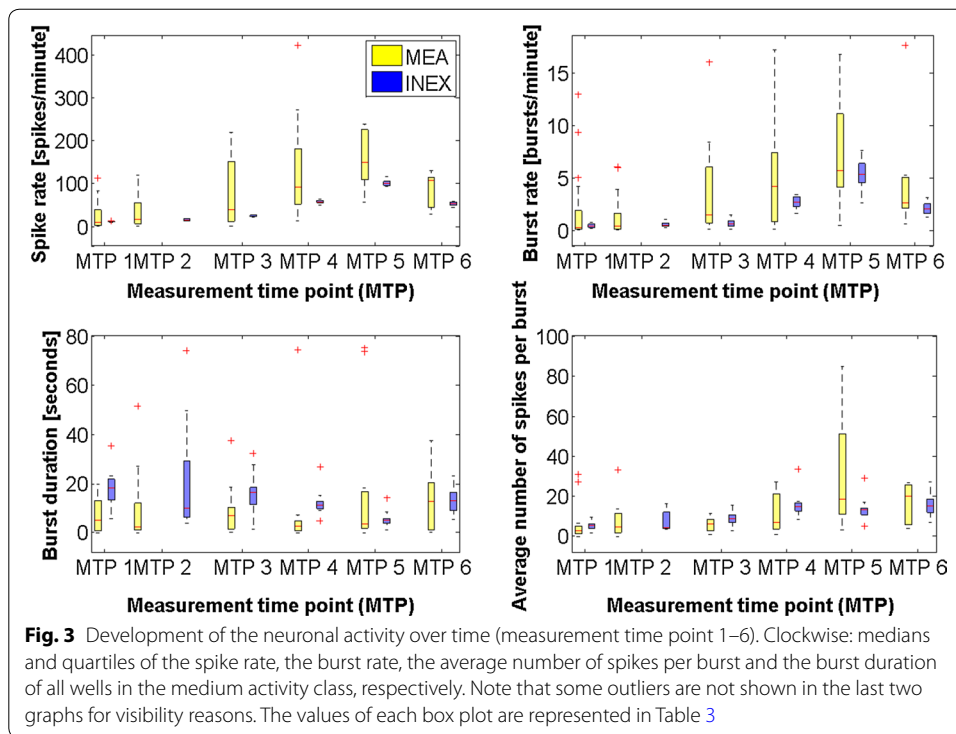 Spike rate [spikes/minute]
400
300
200
100
0
MEA
INEX
MTP 1MTP 2 MTP 3 MTP 4 MTP 5 MTP 6
Measurement time point (MTP)
Burst rate [bursts/minute]
15
10
5
0
MTP 1MTP 2 MTP 3 MTP 4 MTP 5 MTP 6
Measurement time point (MTP)
Burst duration [seconds]
80
60
40
20
0
MTP 1MTP 2 MTP 3 MTP 4 MTP 5 MTP 6
Measurement time point (MTP)
Average number of spikes per burst
100
80
60
40
20
0
MTP 1MTP 2 MTP 3 MTP 4 MTP 5 MTP 6
Measurement time point (MTP)
Fig. 3 Development of the neuronal activity over time (measurement time point 1–6). Clockwise: medians
and quartiles of the spike rate, the burst rate, the average number of spikes per burst and the burst duration
of all wells in the medium activity class, respectively. Note that some outliers are not shown in the last two
graphs for visibility reasons. The values of each box plot are represented in Table 3